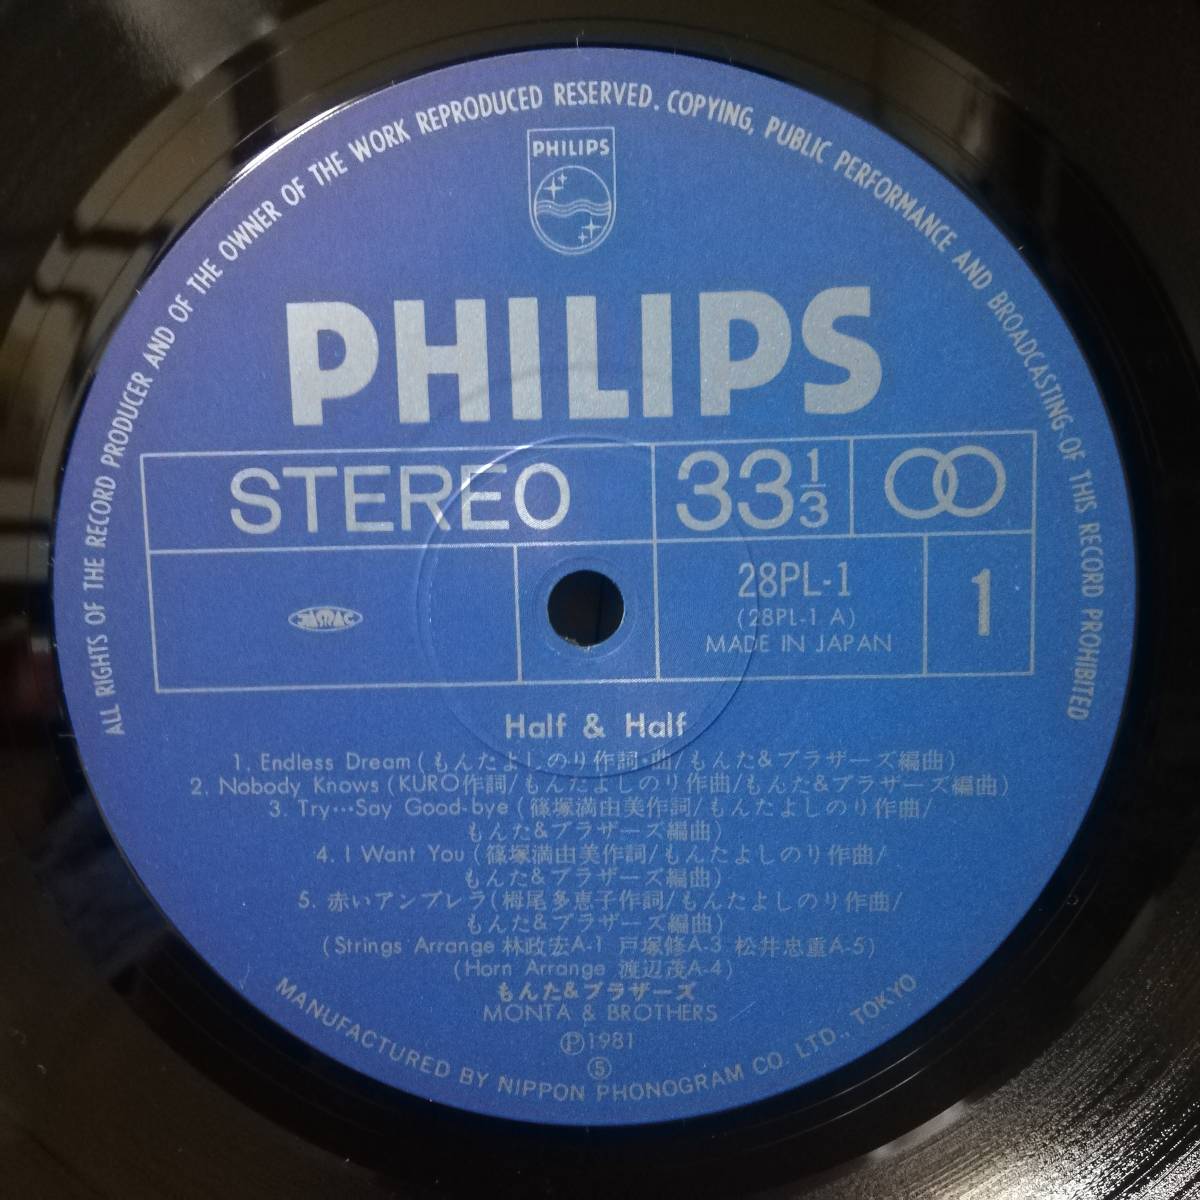 ALL RIGHTS OF THE RECORD PRODUCER AND OF THE OWNER OF THE WORK REPRODUCED RESERVED. COPYING, PUBLIC PERFORMANCE AND BROADCASTING OF THIS RECORD PROHIBITED
PHILIPS
PHILIPS
STEREO
33 1/3
JASRAC
28PL-1
(28PL-1 A)
MADE IN JAPAN
1
Half & Half
1. Endless Dream (もんたよしのり作詞・曲/もんた&ブラザーズ編曲)
2. Nobody Knows (KURO作詞/もんたよしのり作曲/もんた&ブラザーズ編曲)
3. Try…Say Good-bye (篠塚満由美作詞/もんたよしのり作曲/
もんた&ブラザーズ編曲)
4. I Want You (篠塚満由美作詞/もんたよしのり作曲/
もんた&ブラザーズ編曲)
5. 赤いアンブレラ(栂尾多恵子作詞/もんたよしのり作曲/
もんた&ブラザーズ編曲)
(Strings Arrange 林政宏A-1 戸塚修A-3 松井忠重A-5)
(Horn Arrange 渡辺茂A-4)
もんた&ブラザーズ
MONTA & BROTHERS
Ⓟ1981
⑤
MANUFACTURED BY NIPPON PHONOGRAM CO. LTD., TOKYO